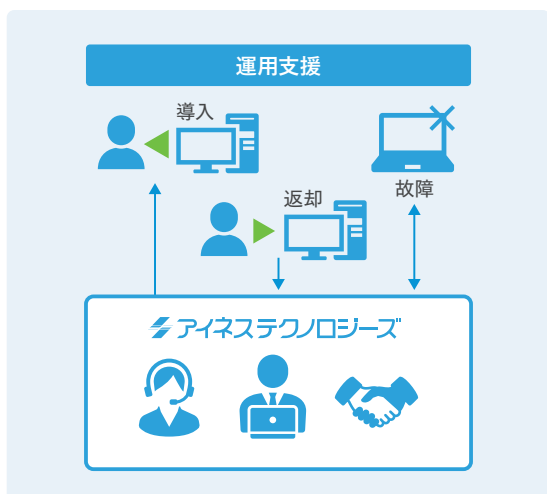 運用支援
導入
故障
返却
アイネステクノロジーズ